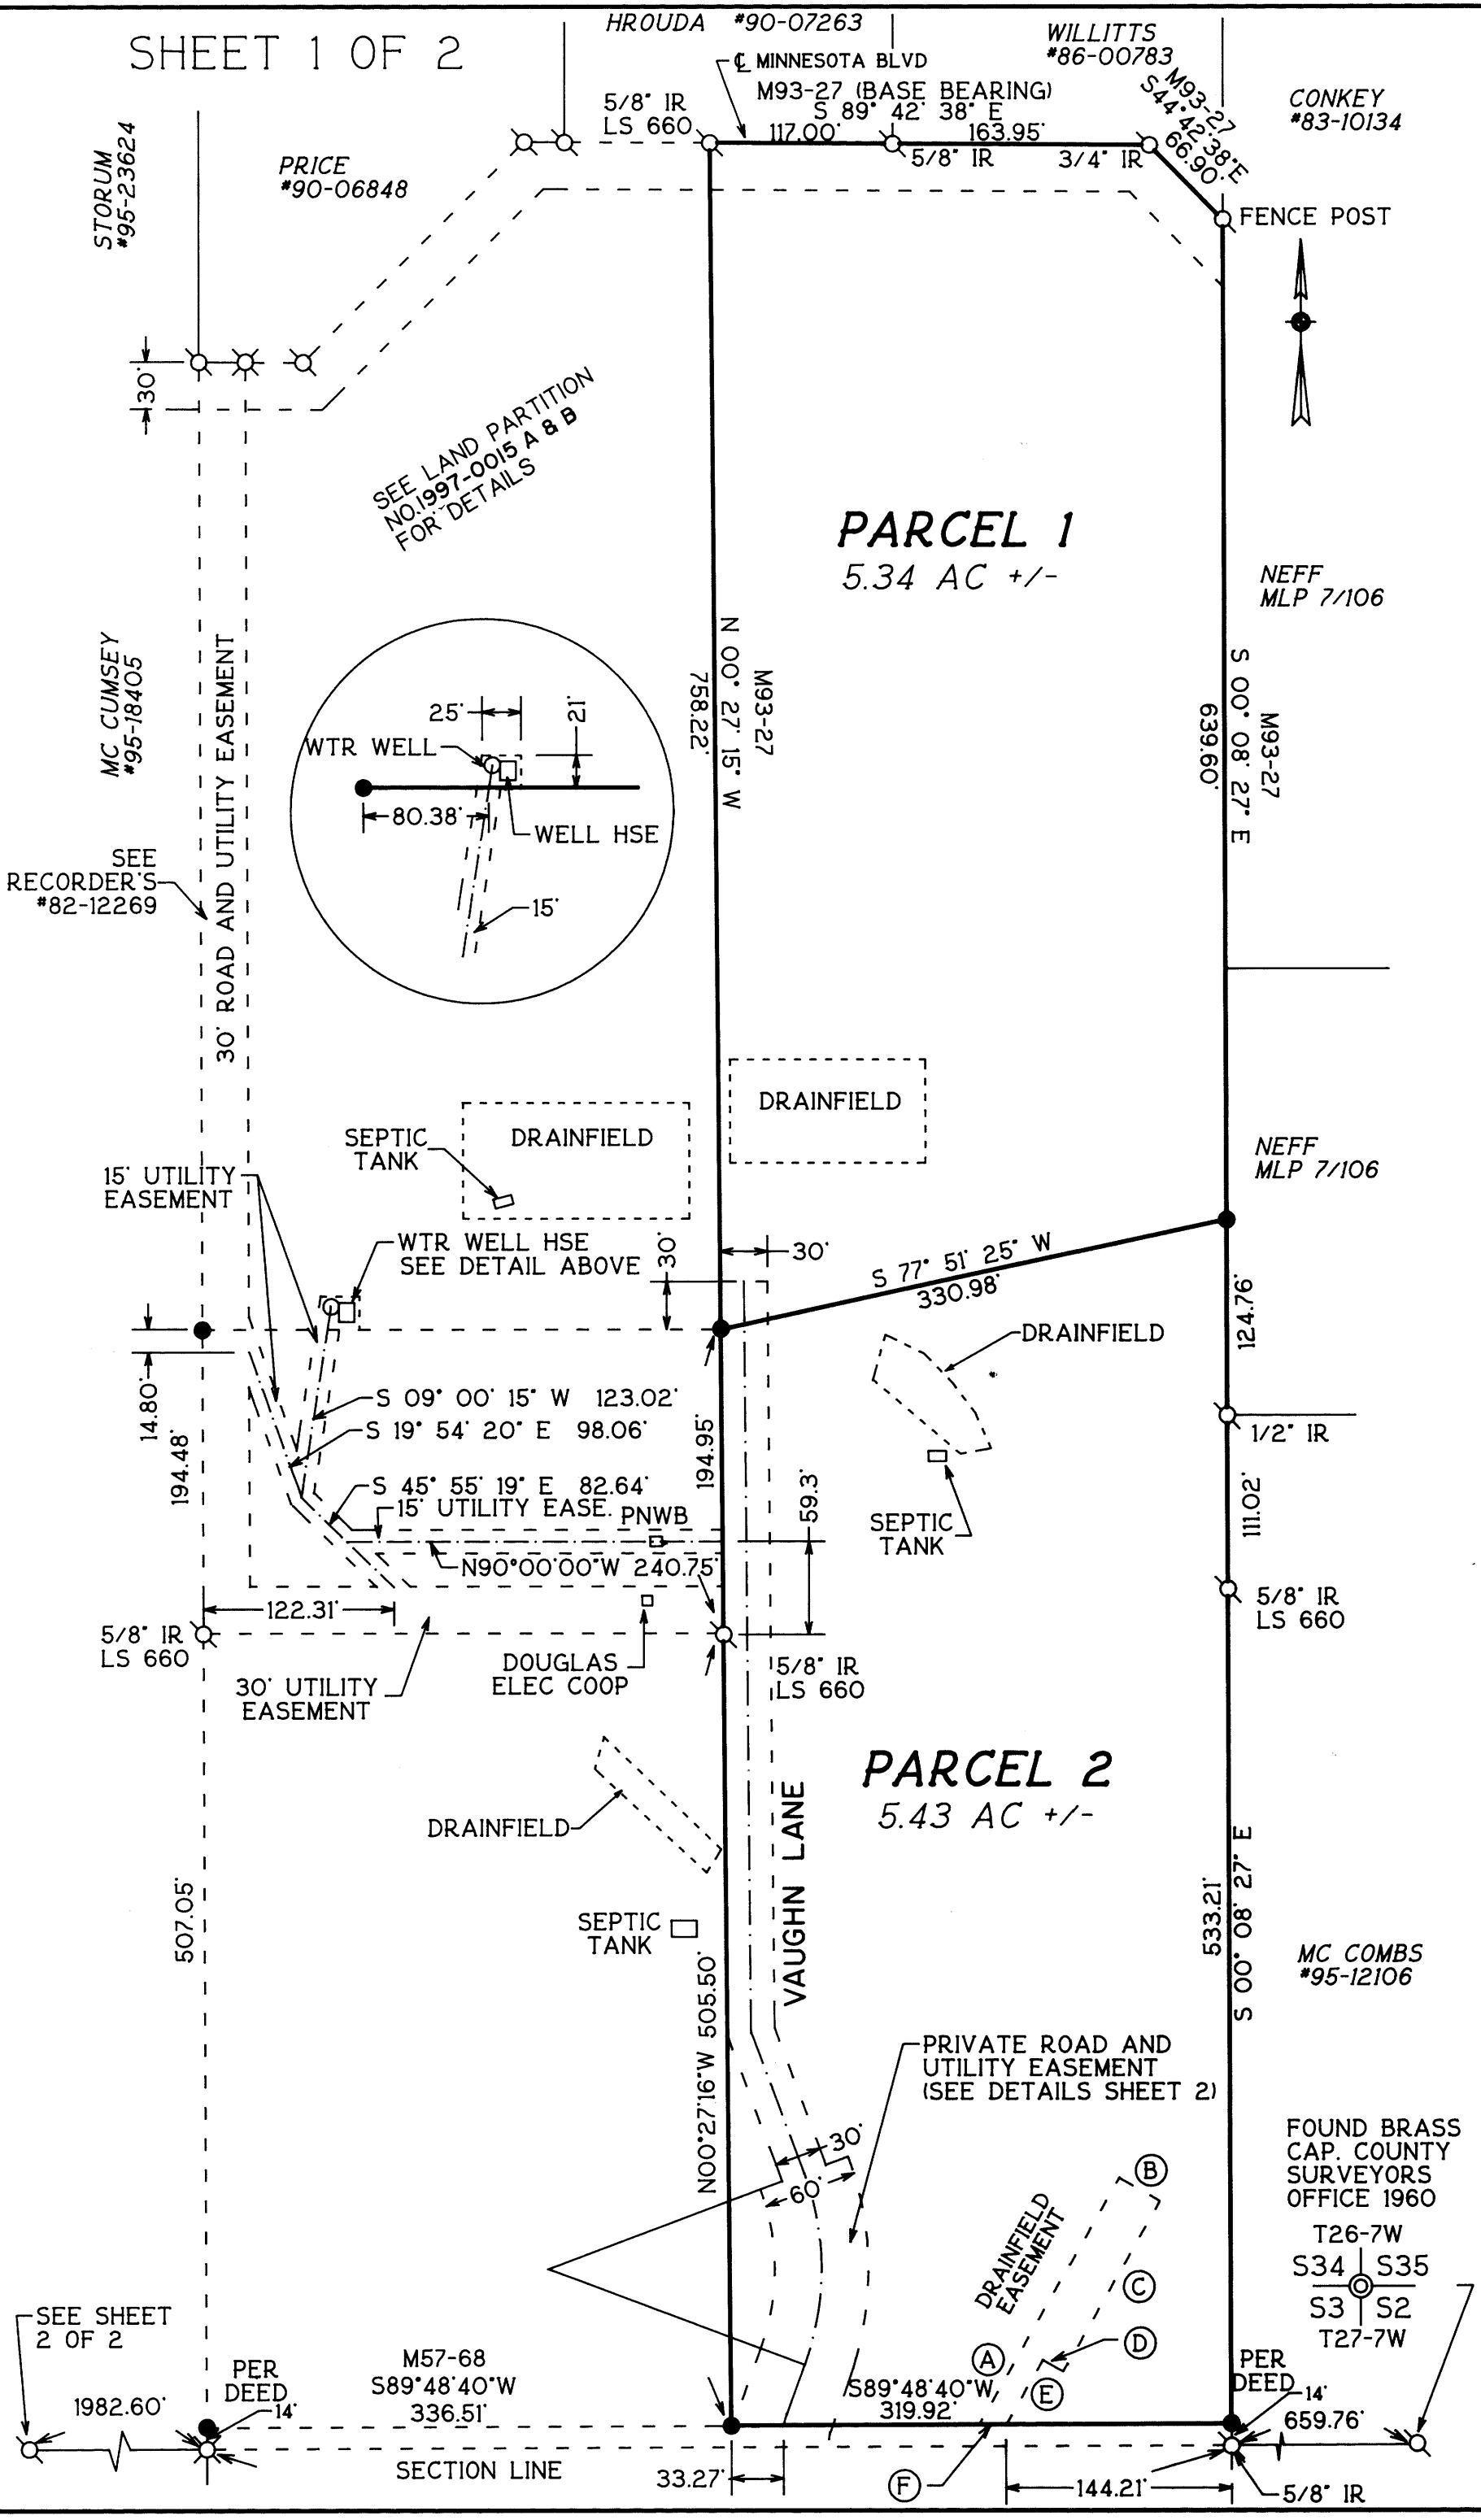 SHEET 1 OF 2
HROUDA #90-07263
WILLITTS
#86-00783
℄ MINNESOTA BLVD
M93-27 (BASE BEARING)
S 89° 42' 38" E
117.00'
163.95'
5/8" IR
LS 660
5/8" IR
3/4" IR
M93-27
S44°42'38"E
66.90'
CONKEY
#83-10134
STORUM
#95-23624
PRICE
#90-06848
FENCE POST
30'
SEE LAND PARTITION
NO.1997-0015 A & B
FOR DETAILS
PARCEL 1
5.34 AC +/-
NEFF
MLP 7/106
MC CUMSEY
#95-18405
30' ROAD AND UTILITY EASEMENT
M93-27
N 00° 27' 15" W
758.22'
M93-27
S 00° 08' 27" E
639.60'
25'
21'
WTR WELL
80.38'
WELL HSE
15'
SEE
RECORDER'S
#82-12269
DRAINFIELD
DRAINFIELD
SEPTIC
TANK
NEFF
MLP 7/106
15' UTILITY
EASEMENT
WTR WELL HSE
SEE DETAIL ABOVE
30'
30'
S 77° 51' 25" W
330.98'
124.76'
DRAINFIELD
14.80'
194.48'
S 09° 00' 15" W 123.02'
S 19° 54' 20" E 98.06'
194.95'
1/2" IR
S 45° 55' 19" E 82.64'
15' UTILITY EASE.
PNWB
59.3'
SEPTIC
TANK
111.02'
N90°00'00"W 240.75'
122.31'
5/8" IR
LS 660
5/8" IR
LS 660
30' UTILITY
EASEMENT
DOUGLAS
ELEC COOP
5/8" IR
LS 660
PARCEL 2
5.43 AC +/-
DRAINFIELD
VAUGHN LANE
507.05'
SEPTIC
TANK
533.21'
S 00° 08' 27" E
MC COMBS
#95-12106
N00°27'16"W 505.50'
PRIVATE ROAD AND
UTILITY EASEMENT
(SEE DETAILS SHEET 2)
30'
60'
DRAINFIELD
EASEMENT
B
C
D
A
E
F
FOUND BRASS
CAP. COUNTY
SURVEYORS
OFFICE 1960
T26-7W
S34 S35
S3 S2
T27-7W
SEE SHEET
2 OF 2
1982.60'
PER
DEED
14'
M57-68
S89°48'40"W
336.51'
S89°48'40"W
319.92'
PER
DEED
14'
659.76'
SECTION LINE
33.27'
144.21'
5/8" IR